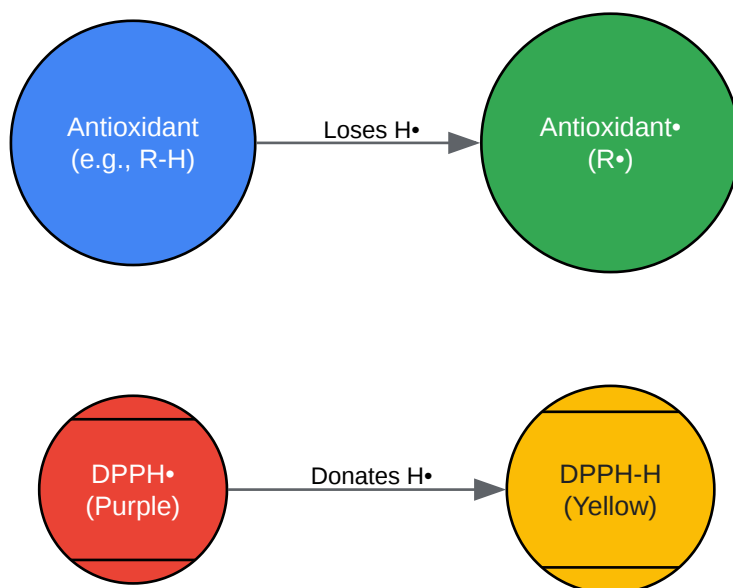 Antioxidant
(e.g., R-H)
Loses H•
Antioxidant•
(R•)
DPPH•
(Purple)
Donates H•
DPPH-H
(Yellow)